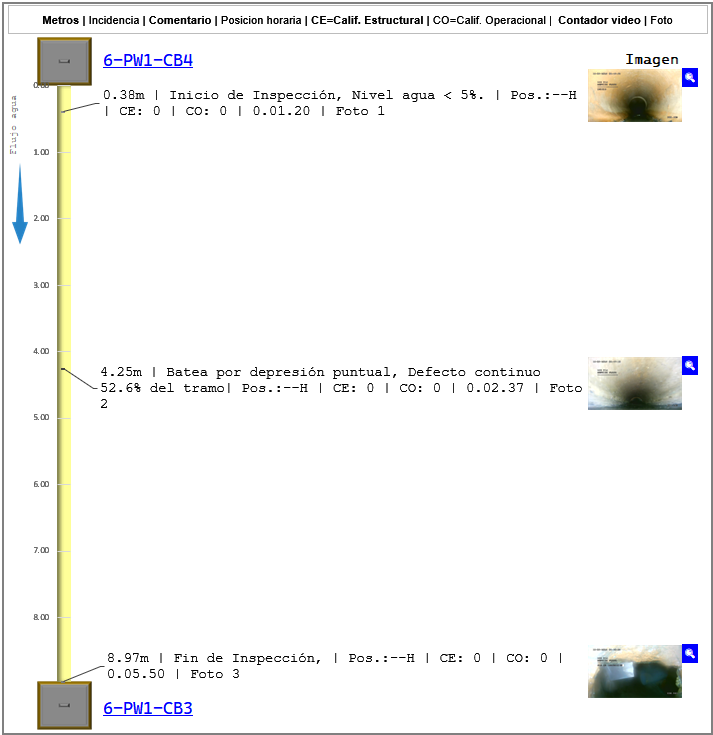 Metros | Incidencia | Comentario | Posicion horaria | CE=Calif. Estructural | CO=Calif. Operacional | Contador video | Foto
6-PW1-CB4
Imagen
0.00
0.38m | Inicio de Inspección, Nivel agua < 5%. | Pos.:--H
| CE: 0 | CO: 0 | 0.01.20 | Foto 1
Flujo agua
1.00
2.00
3.00
4.00
4.25m | Batea por depresión puntual, Defecto continuo
52.6% del tramo| Pos.:--H | CE: 0 | CO: 0 | 0.02.37 | Foto
2
5.00
6.00
7.00
8.00
8.97m | Fin de Inspección, | Pos.:--H | CE: 0 | CO: 0 |
0.05.50 | Foto 3
6-PW1-CB3